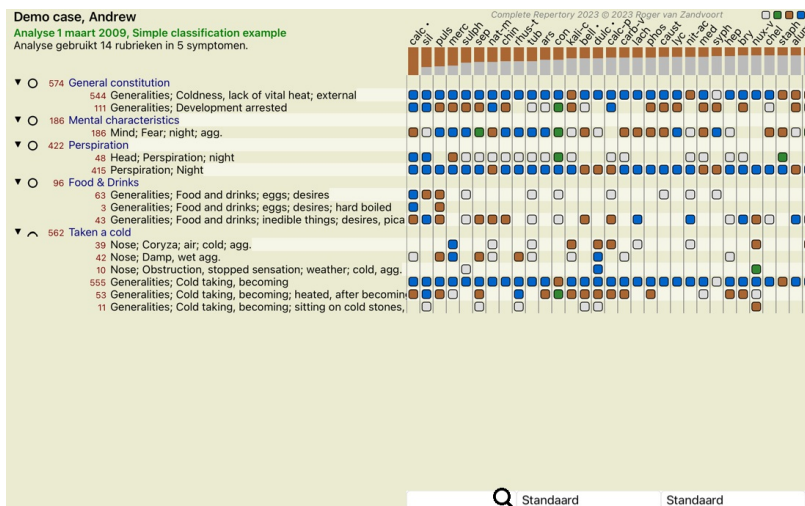 Demo case, Andrew
Complete Repertory 2023 © 2023 Roger van Zandvoort
Analyse 1 maart 2009, Simple classification example
Analyse gebruikt 14 rubrieken in 5 symptomen.
calc • sil puls merc sulph sep nat-m chin rhus-t tub ars con kali-c bell • dulc • calc-p carb-v lach phos caust lyc nit-ac med syph hep bry nux-v chel staph alum
574 General constitution
544 Generalities; Coldness, lack of vital heat; external
111 Generalities; Development arrested
186 Mental characteristics
186 Mind; Fear; night; agg.
422 Perspiration
48 Head; Perspiration; night
415 Perspiration; Night
96 Food & Drinks
63 Generalities; Food and drinks; eggs; desires
3 Generalities; Food and drinks; eggs; desires; hard boiled
43 Generalities; Food and drinks; inedible things; desires, pica
562 Taken a cold
39 Nose; Coryza; air; cold; agg.
42 Nose; Damp, wet agg.
10 Nose; Obstruction, stopped sensation; weather; cold, agg.
555 Generalities; Cold taking, becoming
53 Generalities; Cold taking, becoming; heated, after becomin
11 Generalities; Cold taking, becoming; sitting on cold stones,
Standaard Standaard